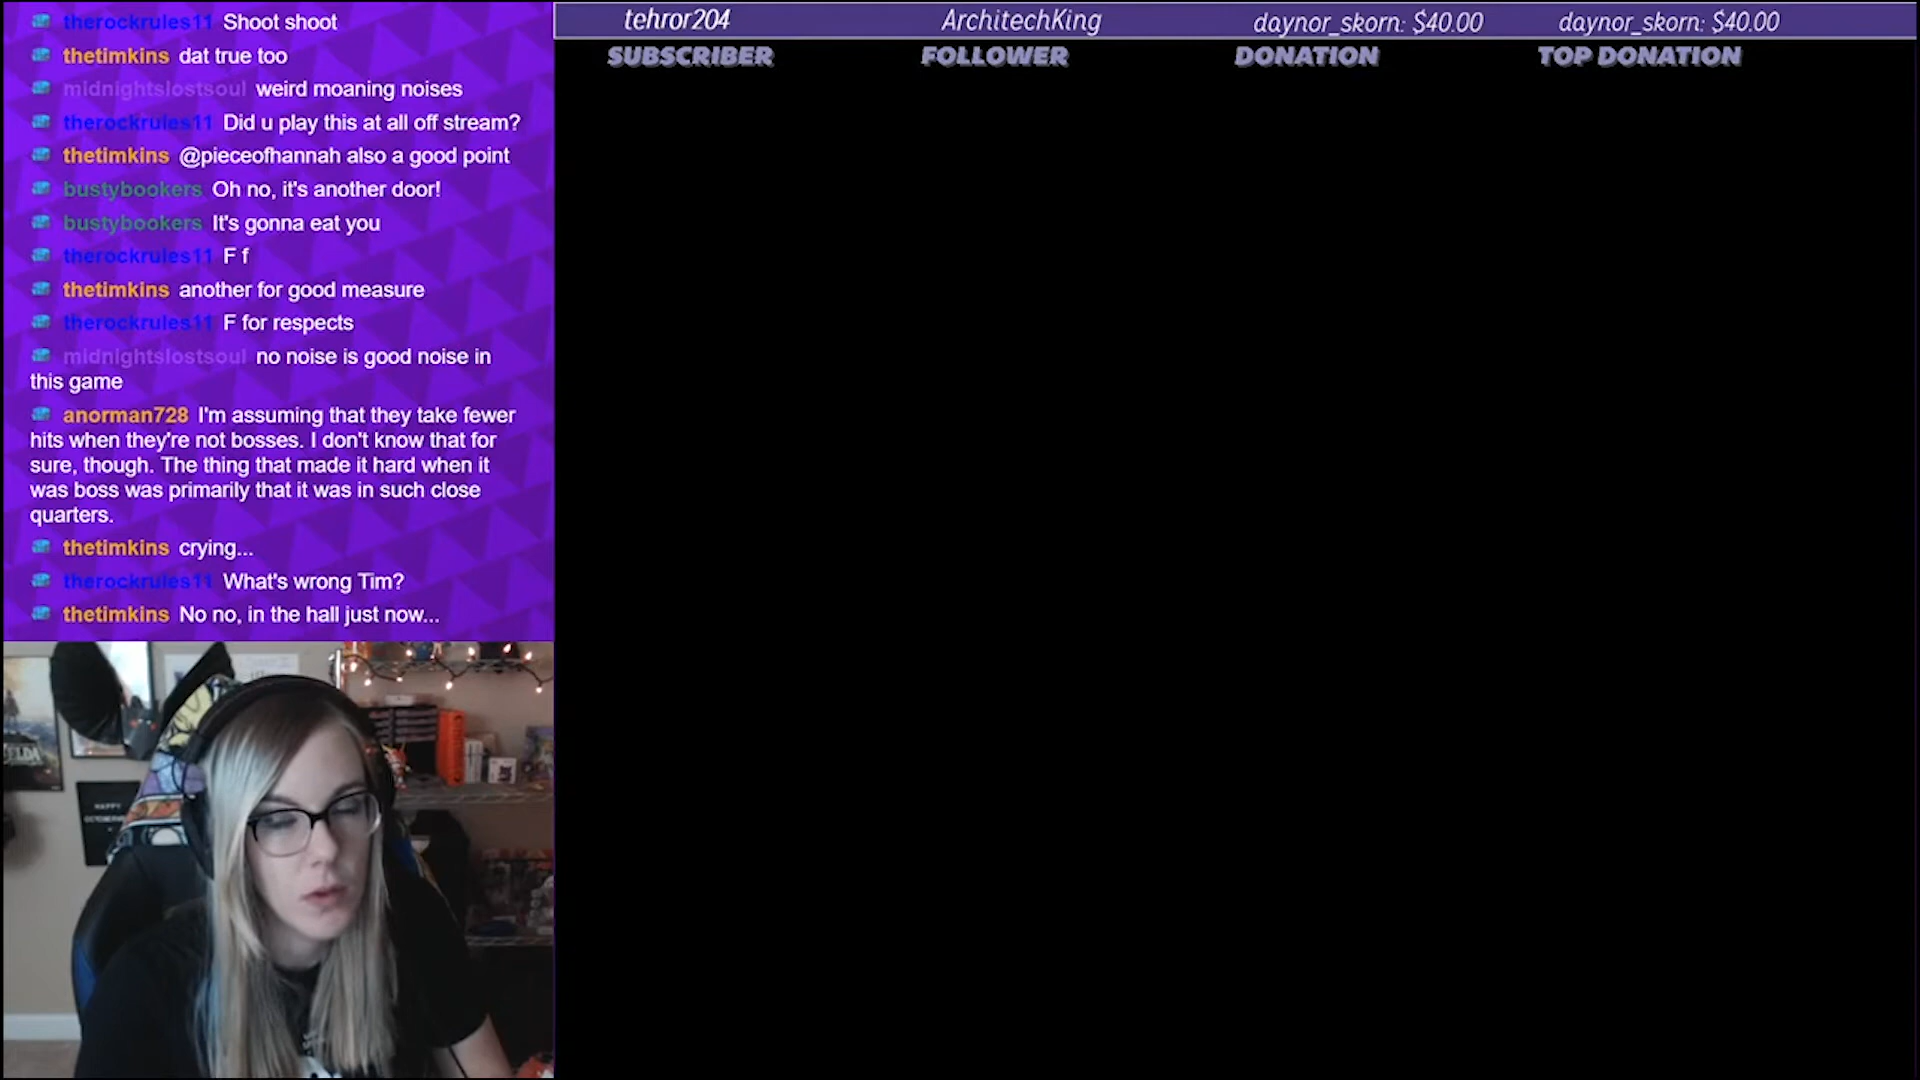 therockrules11 Shoot shoot
thetimkins dat true too
midnightslostsoul weird moaning noises
therockrules11 Did u play this at all off stream?
thetimkins @pieceofhannah also a good point
bustybookers Oh no, it's another door!
bustybookers It's gonna eat you
therockrules11 F f
thetimkins another for good measure
therockrules11 F for respects
midnightslostsoul no noise is good noise in
this game
anorman728 I'm assuming that they take fewer
hits when they're not bosses. I don't know that for
sure, though. The thing that made it hard when it
was boss was primarily that it was in such close
quarters.
thetimkins crying...
therockrules11 What's wrong Tim?
thetimkins No no, in the hall just now...
tehror204 ArchitechKing daynor_skorn: $40.00 daynor_skorn: $40.00
SUBSCRIBER FOLLOWER DONATION TOP DONATION
HAPPY